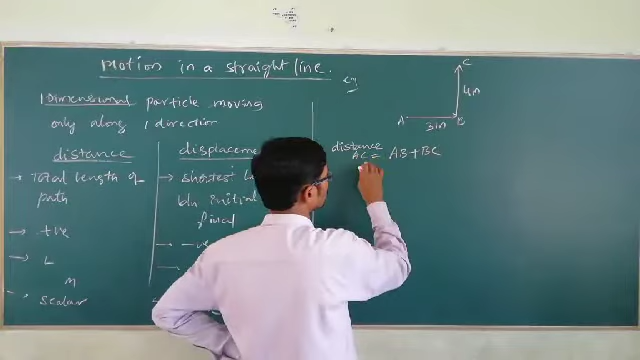 Motion in a straight line.
1 Dimensional particle moving
only along 1 direction
distance
→ Total length of
path
→ +ve
→ L
M
→ scalar
displacemen
→ shortest
b/n initial
final
→ -ve
C
4m
A
3m
B
distance
AC = AB + BC